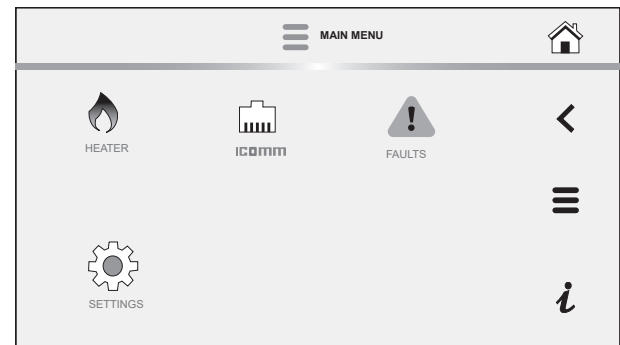 MAIN MENU
HEATER
ICOMM
FAULTS
SETTINGS
i